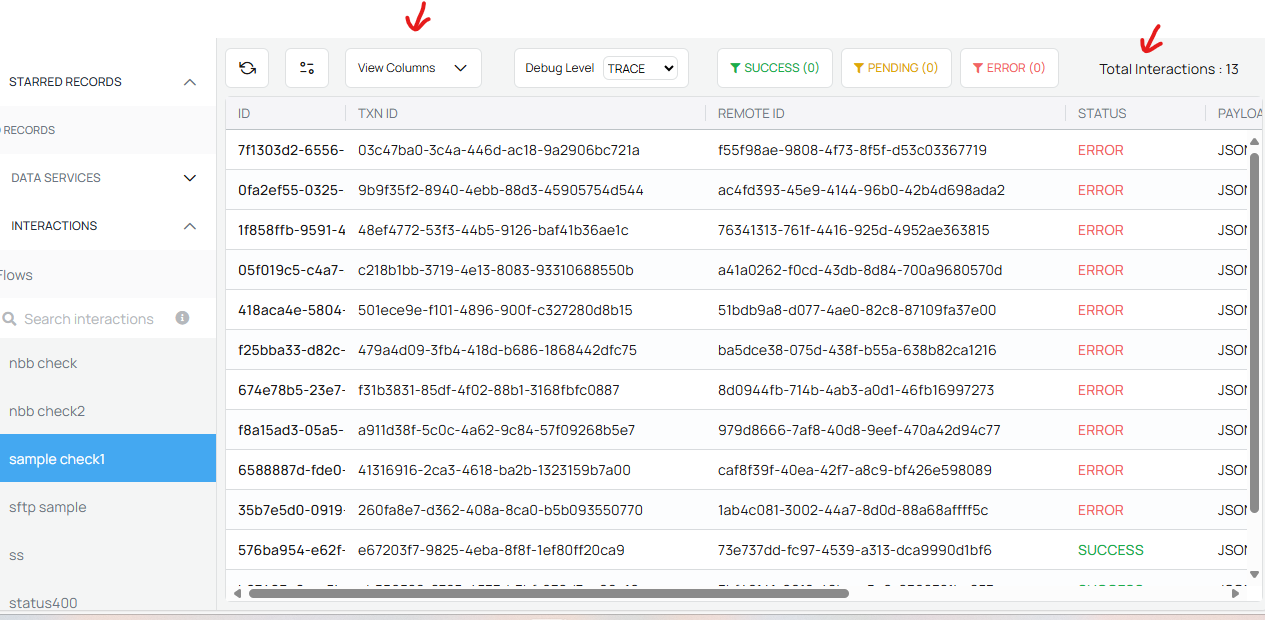 View Columns
Debug Level TRACE
SUCCESS (0)
PENDING (0)
ERROR (0)
Total Interactions : 13
STARRED RECORDS
RECORDS
DATA SERVICES
INTERACTIONS
Flows
Search interactions
nbb check
nbb check2
sample check1
sftp sample
ss
status400
ID TXN ID REMOTE ID STATUS PAYLOA
7f1303d2-6556- 03c47ba0-3c4a-446d-ac18-9a2906bc721a f55f98ae-9808-4f73-8f5f-d53c03367719 ERROR JSON
0fa2ef55-0325- 9b9f35f2-8940-4ebb-88d3-45905754d544 ac4fd393-45e9-4144-96b0-42b4d698ada2 ERROR JSON
1f858ffb-9591-4 48ef4772-53f3-44b5-9126-baf41b36ae1c 76341313-761f-4416-925d-4952ae363815 ERROR JSON
05f019c5-c4a7- c218b1bb-3719-4e13-8083-93310688550b a41a0262-f0cd-43db-8d84-700a9680570d ERROR JSON
418aca4e-5804- 501ece9e-f101-4896-900f-c327280d8b15 51bdb9a8-d077-4ae0-82c8-87109fa37e00 ERROR JSON
f25bba33-d82c- 479a4d09-3fb4-418d-b686-1868442dfc75 ba5dce38-075d-438f-b55a-638b82ca1216 ERROR JSON
674e78b5-23e7- f31b3831-85df-4f02-88b1-3168fbfc0887 8d0944fb-714b-4ab3-a0d1-46fb16997273 ERROR JSON
f8a15ad3-05a5- a911d38f-5c0c-4a62-9c84-57f09268b5e7 979d8666-7af8-40d8-9eef-470a42d94c77 ERROR JSON
6588887d-fde0- 41316916-2ca3-4618-ba2b-1323159b7a00 caf8f39f-40ea-42f7-a8c9-bf426e598089 ERROR JSON
35b7e5d0-0919- 260fa8e7-d362-408a-8ca0-b5b093550770 1ab4c081-3002-44a7-8d0d-88a68affff5c ERROR JSON
576ba954-e62f- e67203f7-9825-4eba-8f8f-1ef80ff20ca9 73e737dd-fc97-4539-a313-dca9990d1bf6 SUCCESS JSON